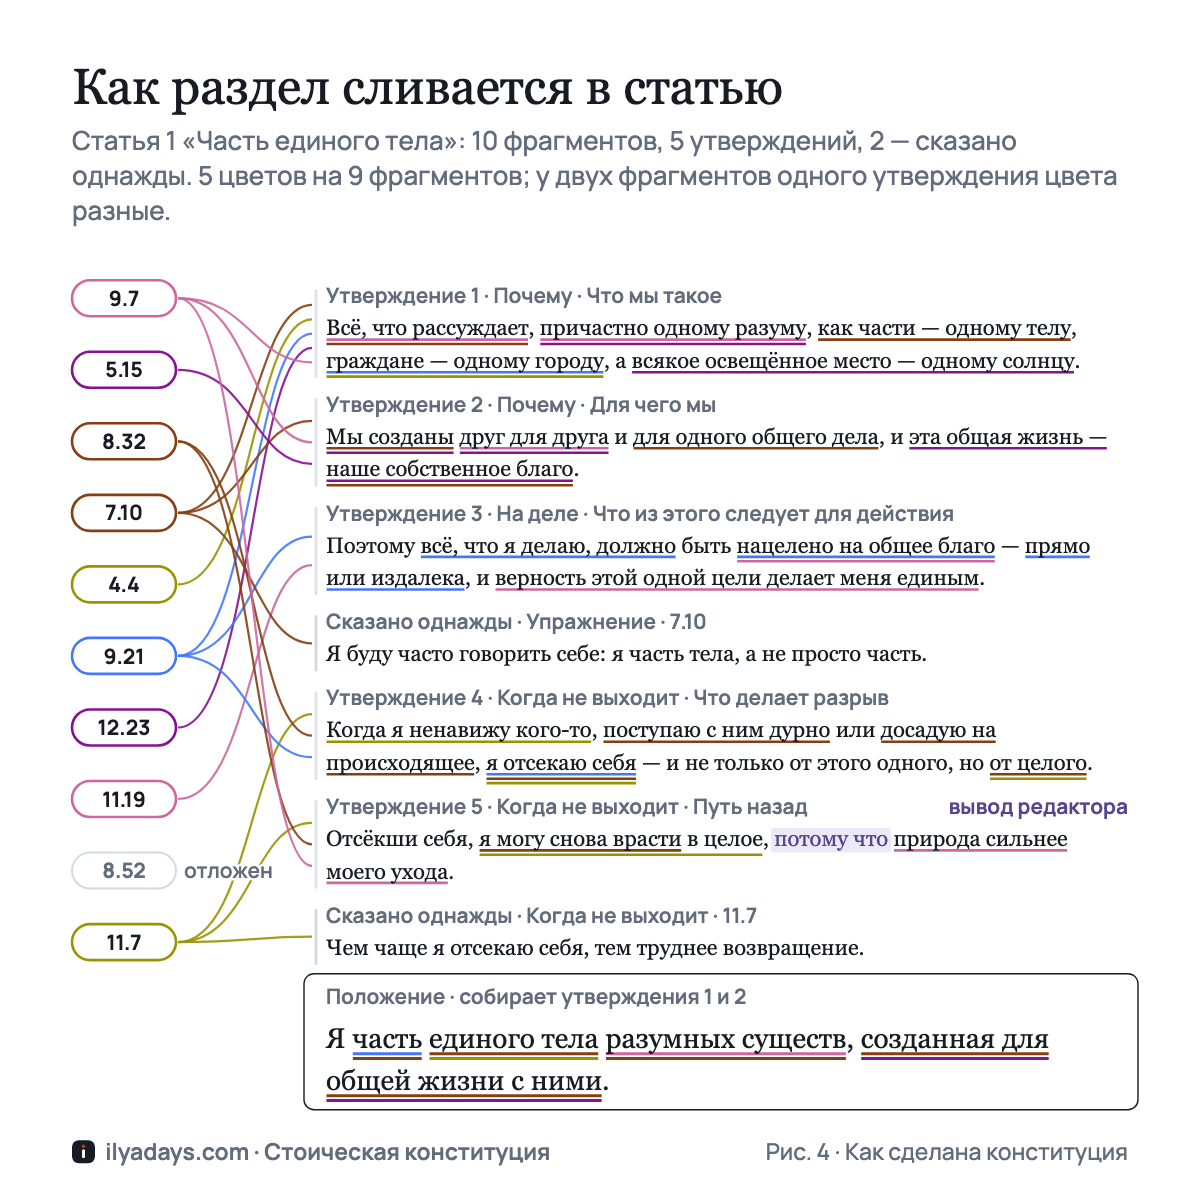 Как раздел сливается в статью
Статья 1 «Часть единого тела»: 10 фрагментов, 5 утверждений, 2 — сказано
однажды. 5 цветов на 9 фрагментов; у двух фрагментов одного утверждения цвета
разные.
9.7
5.15
8.32
7.10
4.4
9.21
12.23
11.19
8.52 отложен
11.7
Утверждение 1 · Почему · Что мы такое
Всё, что рассуждает, причастно одному разуму, как части — одному телу,
граждане — одному городу, а всякое освещённое место — одному солнцу.
Утверждение 2 · Почему · Для чего мы
Мы созданы друг для друга и для одного общего дела, и эта общая жизнь —
наше собственное благо.
Утверждение 3 · На деле · Что из этого следует для действия
Поэтому всё, что я делаю, должно быть нацелено на общее благо — прямо
или издалека, и верность этой одной цели делает меня единым.
Сказано однажды · Упражнение · 7.10
Я буду часто говорить себе: я часть тела, а не просто часть.
Утверждение 4 · Когда не выходит · Что делает разрыв
Когда я ненавижу кого-то, поступаю с ним дурно или досадую на
происходящее, я отсекаю себя — и не только от этого одного, но от целого.
Утверждение 5 · Когда не выходит · Путь назад вывод редактора
Отсёкши себя, я могу снова врасти в целое, потому что природа сильнее
моего ухода.
Сказано однажды · Когда не выходит · 11.7
Чем чаще я отсекаю себя, тем труднее возвращение.
Положение · собирает утверждения 1 и 2
Я часть единого тела разумных существ, созданная для
общей жизни с ними.
ilyadays.com · Стоическая конституция
Рис. 4 · Как сделана конституция